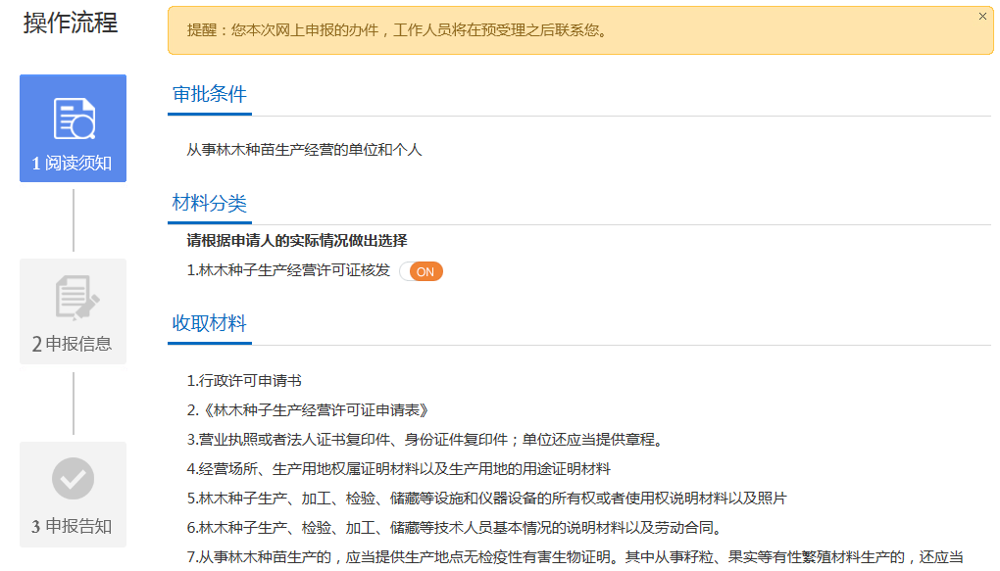 操作流程
提醒：您本次网上申报的办件，工作人员将在预受理之后联系您。
1 阅读须知
2 申报信息
3 申报告知
审批条件
从事林木种苗生产经营的单位和个人
材料分类
请根据申请人的实际情况做出选择
1.林木种子生产经营许可证核发 ON
收取材料
1.行政许可申请书
2.《林木种子生产经营许可证申请表》
3.营业执照或者法人证书复印件、身份证件复印件；单位还应当提供章程。
4.经营场所、生产用地权属证明材料以及生产用地的用途证明材料
5.林木种子生产、加工、检验、储藏等设施和仪器设备的所有权或者使用权说明材料以及照片
6.林木种子生产、检验、加工、储藏等技术人员基本情况的说明材料以及劳动合同。
7.从事林木种苗生产的，应当提供生产地点无检疫性有害生物证明。其中从事籽粒、果实等有性繁殖材料生产的，还应当